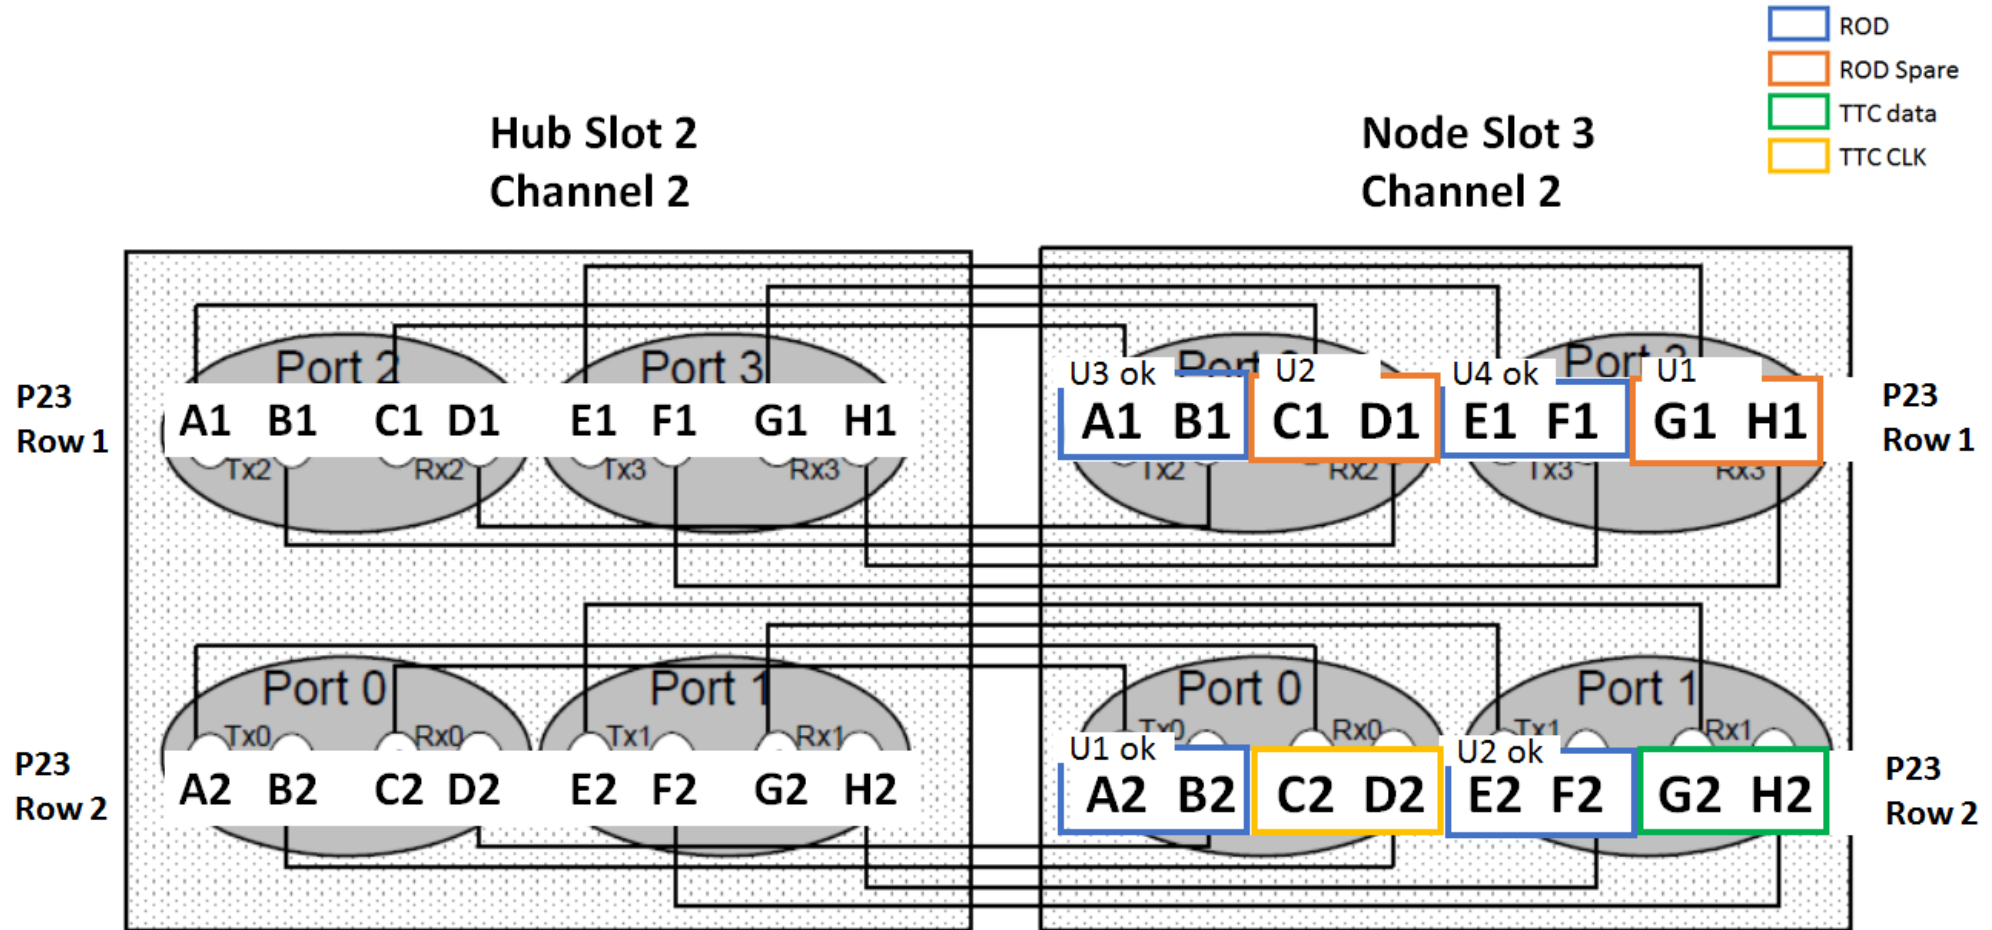 ROD
ROD Spare
TTC data
TTC CLK
Hub Slot 2
Channel 2
Node Slot 3
Channel 2
P23
Row 1
Port 2
Port 3
A1 B1 C1 D1 E1 F1 G1 H1
Tx2 Rx2 Tx3 Rx3
Port
Port
U3 ok U2 U4 ok U1
A1 B1 C1 D1 E1 F1 G1 H1
Tx2 Rx2 Tx3 Rx3
P23
Row 1
P23
Row 2
Port 0
Port 1
Tx0 Rx0 Tx1 Rx1
A2 B2 C2 D2 E2 F2 G2 H2
Port 0
Port 1
Tx0 Rx0 Tx1 Rx1
U1 ok U2 ok
A2 B2 C2 D2 E2 F2 G2 H2
P23
Row 2